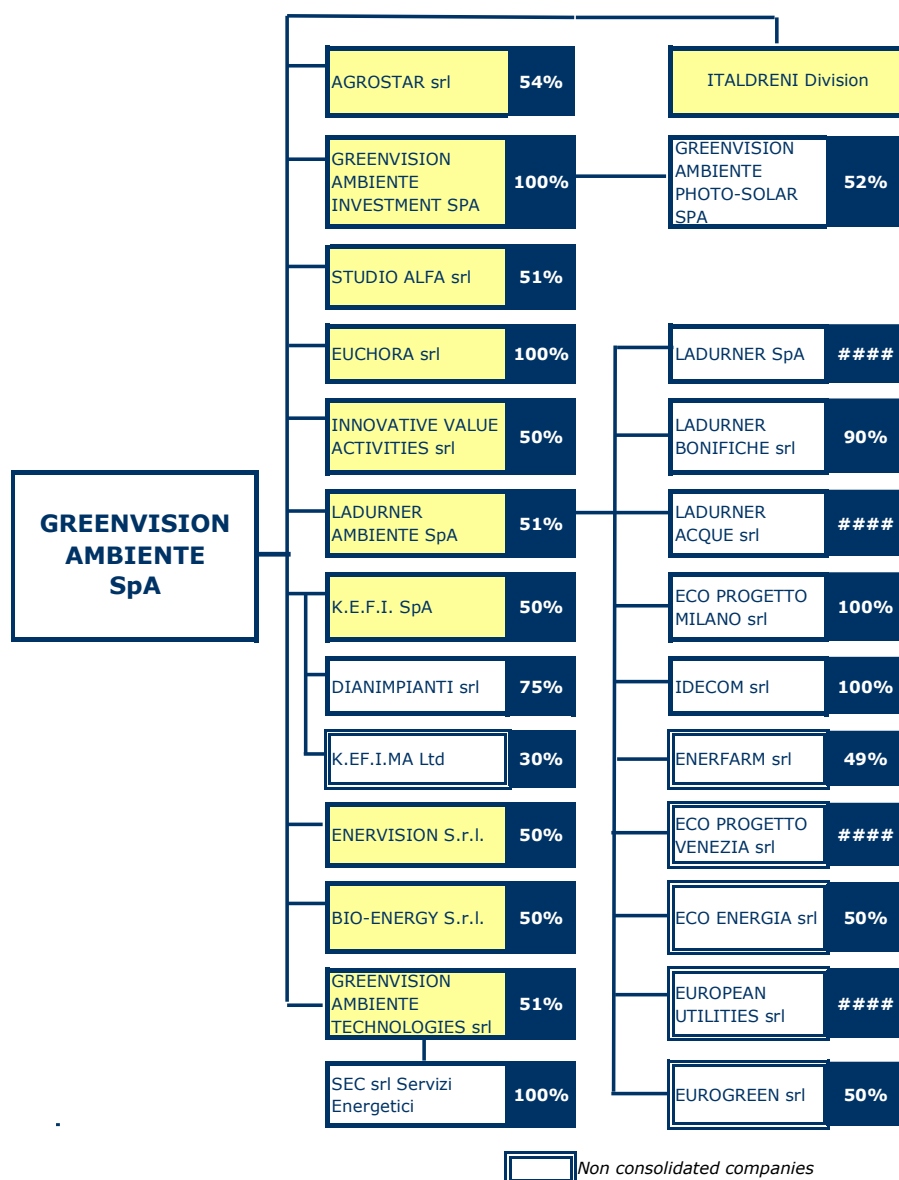 AGROSTAR srl
54%
ITALDRENI Division
GREENVISION
AMBIENTE
INVESTMENT SPA
100%
GREENVISION
AMBIENTE
PHOTO-SOLAR
SPA
52%
STUDIO ALFA srl
51%
EUCHORA srl
100%
LADURNER SpA
####
INNOVATIVE VALUE
ACTIVITIES srl
50%
LADURNER
BONIFICHE srl
90%
GREENVISION
AMBIENTE
SpA
LADURNER
AMBIENTE SpA
51%
LADURNER
ACQUE srl
####
K.E.F.I. SpA
50%
ECO PROGETTO
MILANO srl
100%
DIANIMPIANTI srl
75%
IDECOM srl
100%
K.EF.I.MA Ltd
30%
ENERFARM srl
49%
ENERVISION S.r.l.
50%
ECO PROGETTO
VENEZIA srl
####
BIO-ENERGY S.r.l.
50%
ECO ENERGIA srl
50%
GREENVISION
AMBIENTE
TECHNOLOGIES srl
51%
EUROPEAN
UTILITIES srl
####
SEC srl Servizi
Energetici
100%
EUROGREEN srl
50%
Non consolidated companies